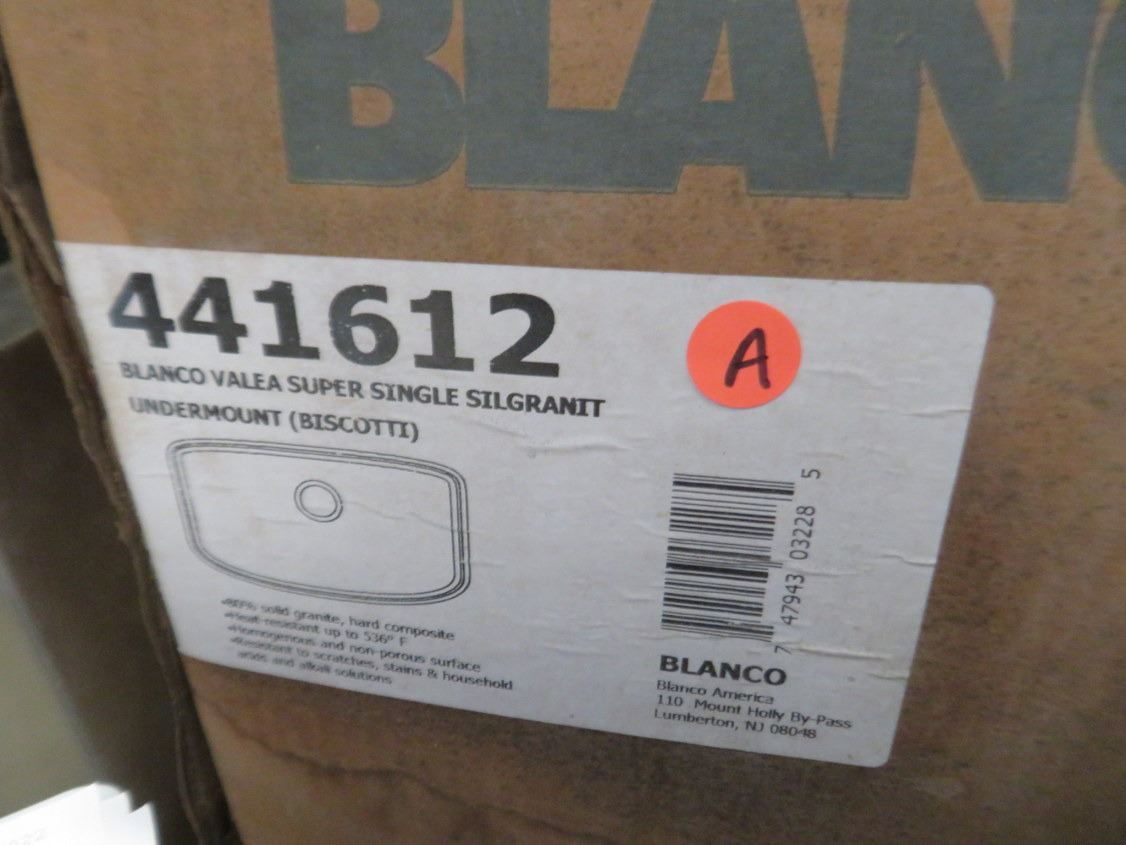 BLANC
441612
A
BLANCO VALEA SUPER SINGLE SILGRANIT
UNDERMOUNT (BISCOTTI)
•80% solid granite, hard composite
•Heat-resistant up to 536° F
•Homogenous and non-porous surface
•Resistant to scratches, stains & household
acids and alkali solutions
7 47943 03228 5
BLANCO
Blanco America
110 Mount Holly By-Pass
Lumberton, NJ 08048